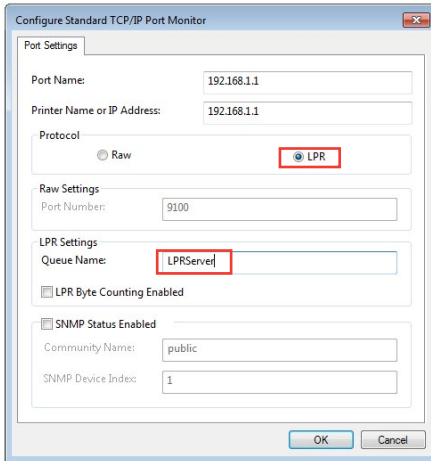 Configure Standard TCP/IP Port Monitor
Port Settings
Port Name: 192.168.1.1
Printer Name or IP Address: 192.168.1.1
Protocol
Raw LPR
Raw Settings
Port Number: 9100
LPR Settings
Queue Name: LPRServer
LPR Byte Counting Enabled
SNMP Status Enabled
Community Name: public
SNMP Device Index: 1
OK Cancel